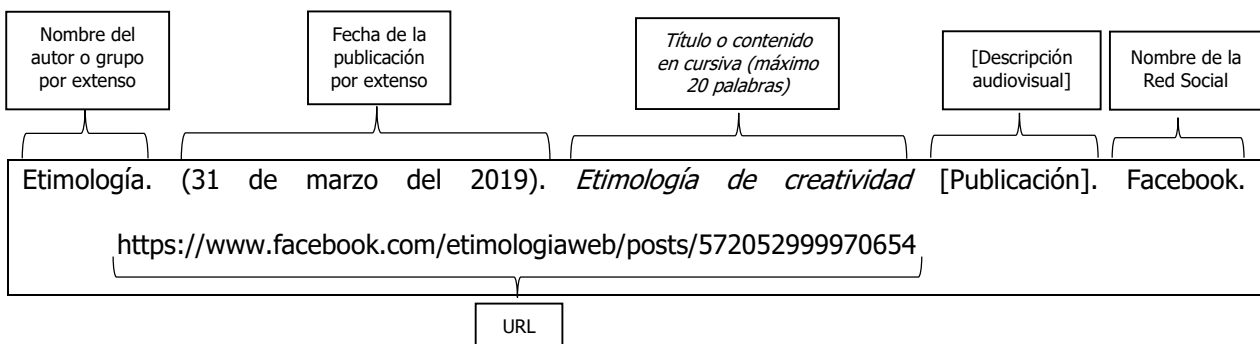 Nombre del
autor o grupo
por extenso
Fecha de la
publicación
por extenso
Título o contenido
en cursiva (máximo
20 palabras)
[Descripción
audiovisual]
Nombre de la
Red Social
Etimología. (31 de marzo del 2019). Etimología de creatividad [Publicación]. Facebook.
https://www.facebook.com/etimologiaweb/posts/572052999970654
URL